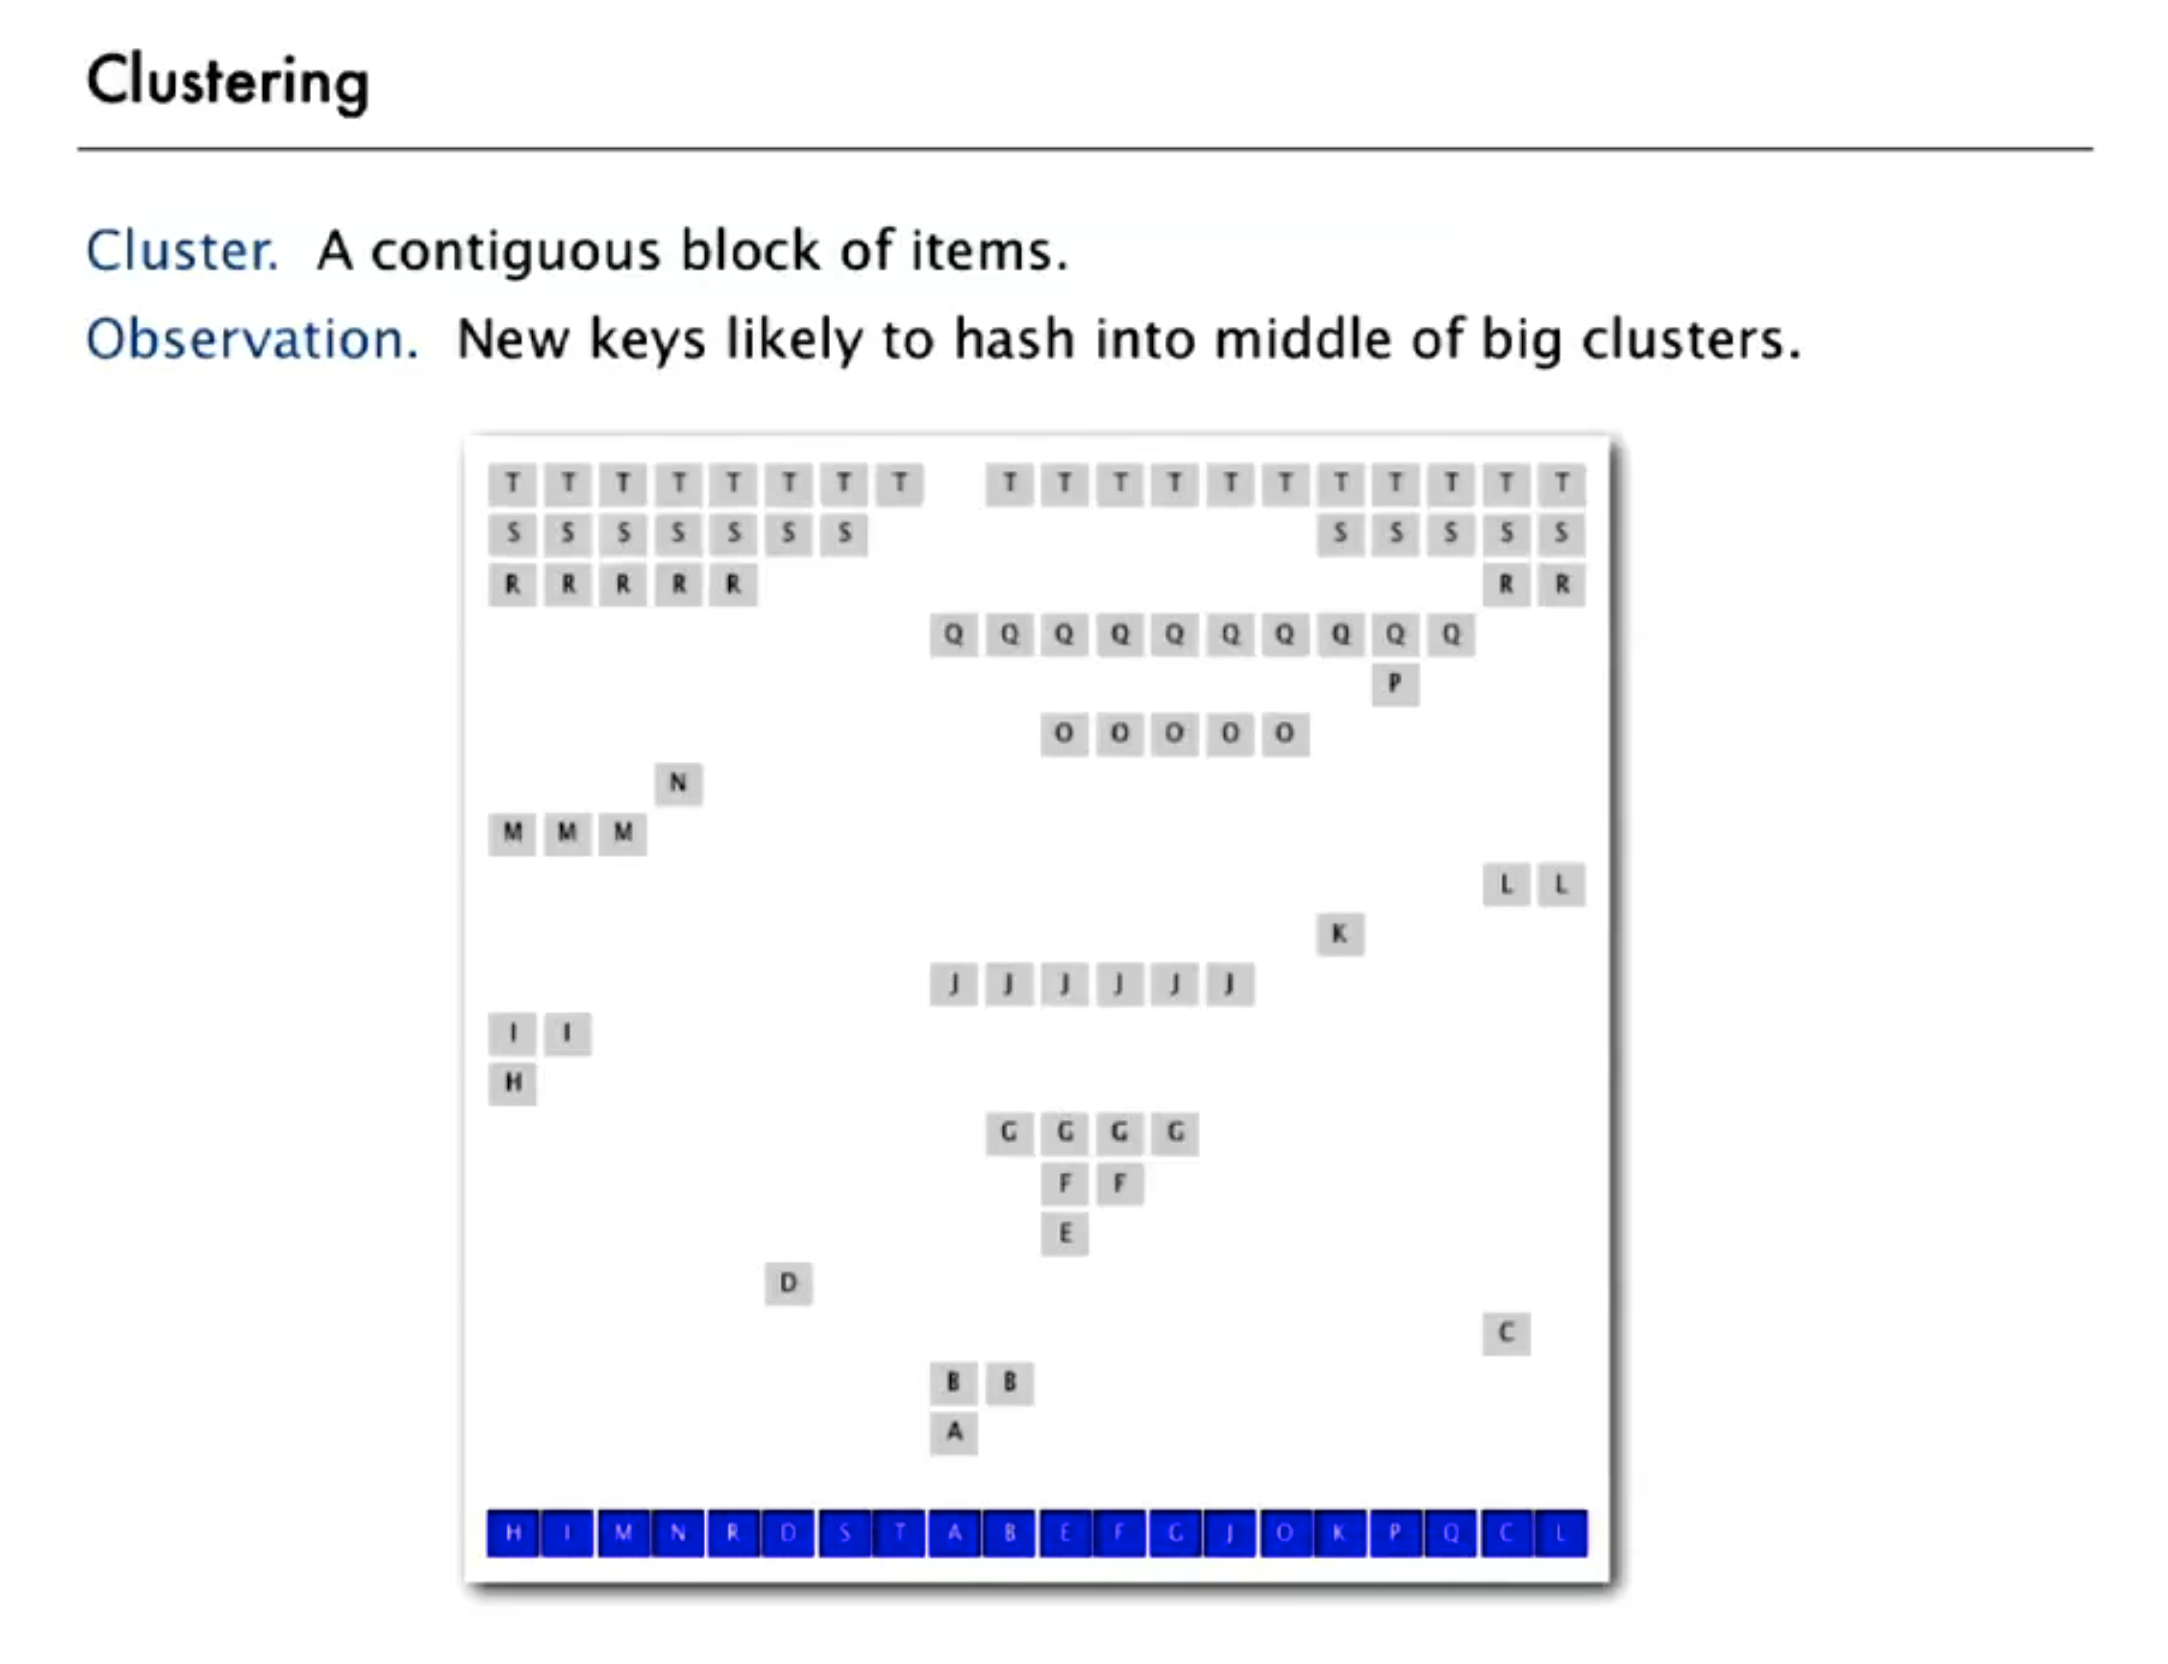 Clustering
Cluster. A contiguous block of items.
Observation. New keys likely to hash into middle of big clusters.
T T T T T T T T T T T T T T T T T T T
S S S S S S S S S S S S
R R R R R R R
Q Q Q Q Q Q Q Q Q Q
P
O O O O O
N
M M M
L L
K
J J J J J J
I I
H
G G G G
F F
E
D
C
B B
A
H I M N R D S T A B E F G J O K P Q C L